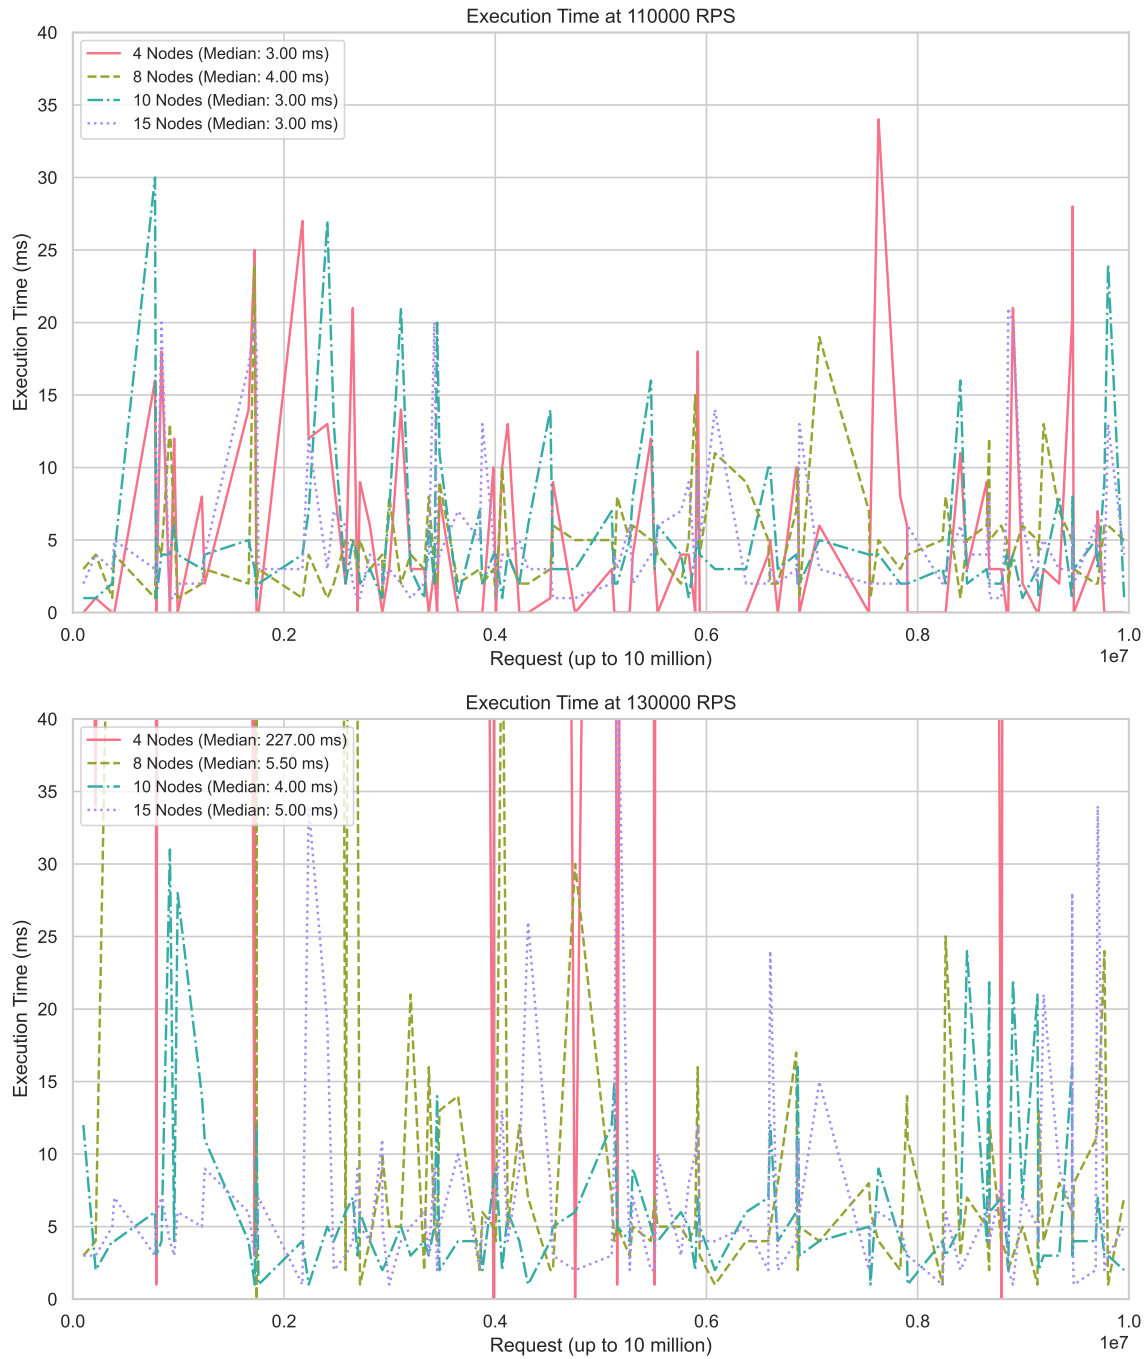 Execution Time at 110000 RPS
40
35
30
25
20
15
10
5
0
Execution Time (ms)
4 Nodes (Median: 3.00 ms)
8 Nodes (Median: 4.00 ms)
10 Nodes (Median: 3.00 ms)
15 Nodes (Median: 3.00 ms)
0.0 0.2 0.4 0.6 0.8 1.0
1e7
Request (up to 10 million)
Execution Time at 130000 RPS
40
35
30
25
20
15
10
5
0
Execution Time (ms)
4 Nodes (Median: 227.00 ms)
8 Nodes (Median: 5.50 ms)
10 Nodes (Median: 4.00 ms)
15 Nodes (Median: 5.00 ms)
0.0 0.2 0.4 0.6 0.8 1.0
1e7
Request (up to 10 million)